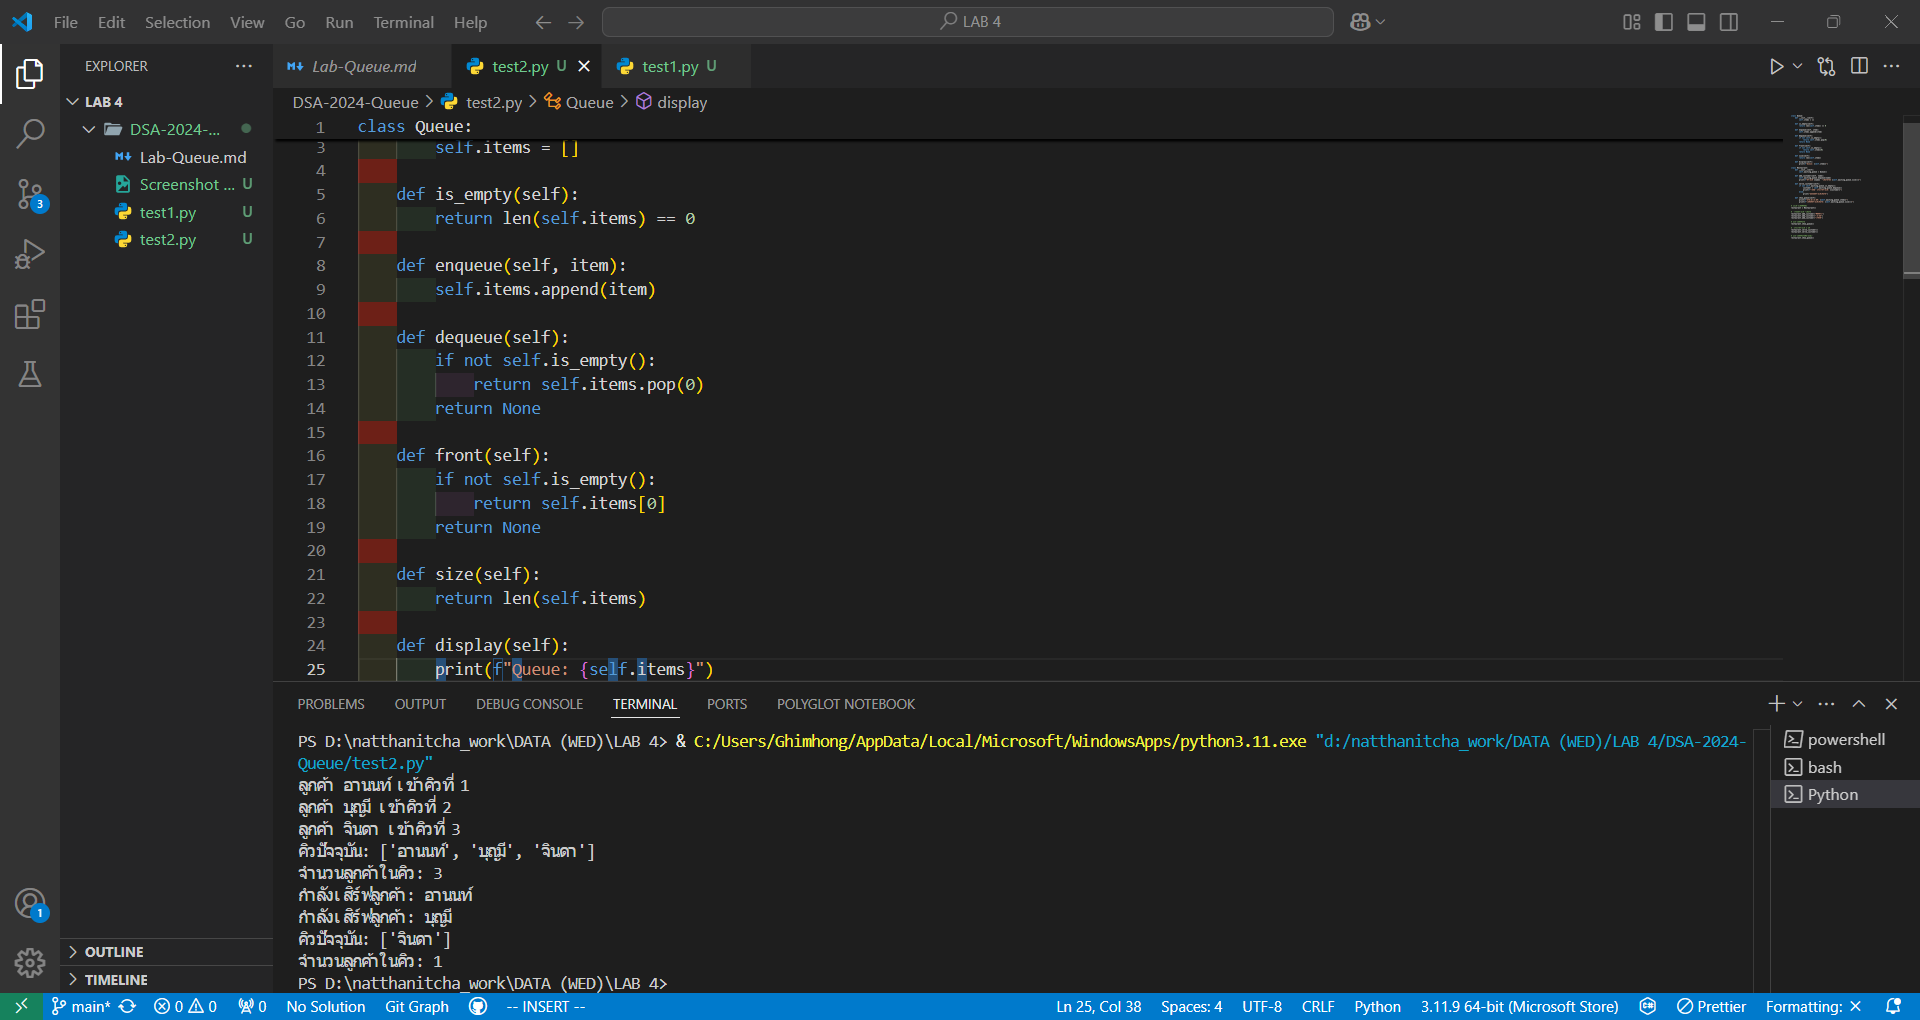 File Edit Selection View Go Run Terminal Help LAB 4
EXPLORER
LAB 4
DSA-2024-...
Lab-Queue.md
Screenshot ... U
test1.py U
test2.py U
3
1
OUTLINE
TIMELINE
Lab-Queue.md test2.py U test1.py U
DSA-2024-Queue > test2.py > Queue > display
1 class Queue:
3 self.items = []
4
5 def is_empty(self):
6 return len(self.items) == 0
7
8 def enqueue(self, item):
9 self.items.append(item)
10
11 def dequeue(self):
12 if not self.is_empty():
13 return self.items.pop(0)
14 return None
15
16 def front(self):
17 if not self.is_empty():
18 return self.items[0]
19 return None
20
21 def size(self):
22 return len(self.items)
23
24 def display(self):
25 print(f"Queue: {self.items}")
PROBLEMS OUTPUT DEBUG CONSOLE TERMINAL PORTS POLYGLOT NOTEBOOK
PS D:\natthanitcha_work\DATA (WED)\LAB 4> & C:/Users/Ghimhong/AppData/Local/Microsoft/WindowsApps/python3.11.exe "d:/natthanitcha_work/DATA (WED)/LAB 4/DSA-2024-
Queue/test2.py"
ลูกค้า อานนท์ เข้าคิวที่ 1
ลูกค้า บุญมี เข้าคิวที่ 2
ลูกค้า จินดา เข้าคิวที่ 3
คิวปัจจุบัน: ['อานนท์', 'บุญมี', 'จินดา']
จำนวนลูกค้าในคิว: 3
กำลังเสิร์ฟลูกค้า: อานนท์
กำลังเสิร์ฟลูกค้า: บุญมี
คิวปัจจุบัน: ['จินดา']
จำนวนลูกค้าในคิว: 1
PS D:\natthanitcha_work\DATA (WED)\LAB 4>
powershell
bash
Python
main* 0 0 0 No Solution Git Graph -- INSERT -- Ln 25, Col 38 Spaces: 4 UTF-8 CRLF Python 3.11.9 64-bit (Microsoft Store) Prettier Formatting: ×